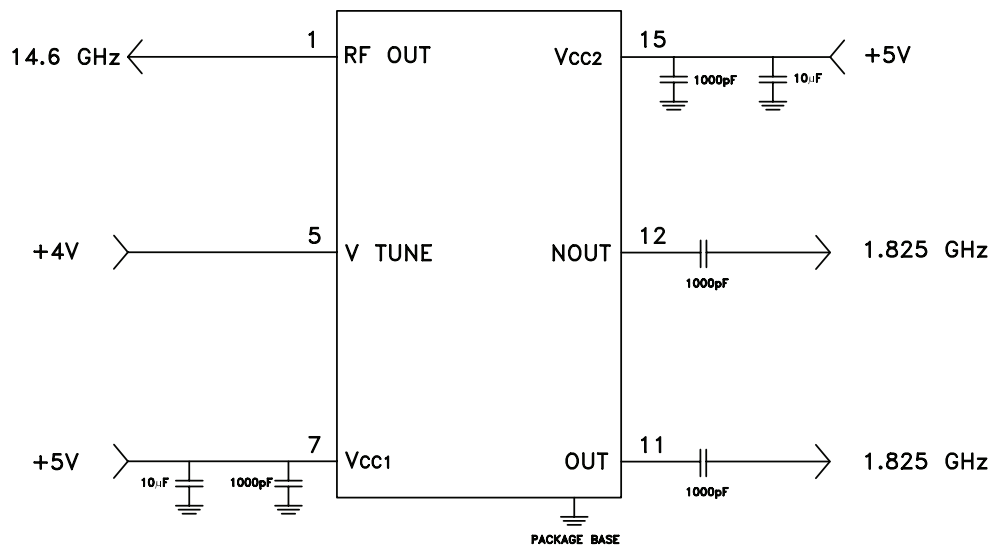 1
15
14.6 GHz
RF OUT
Vcc2
+5V
1000pF
10µF
5
12
+4V
V TUNE
NOUT
1.825 GHz
1000pF
7
11
+5V
Vcc1
OUT
1.825 GHz
10µF
1000pF
1000pF
PACKAGE BASE